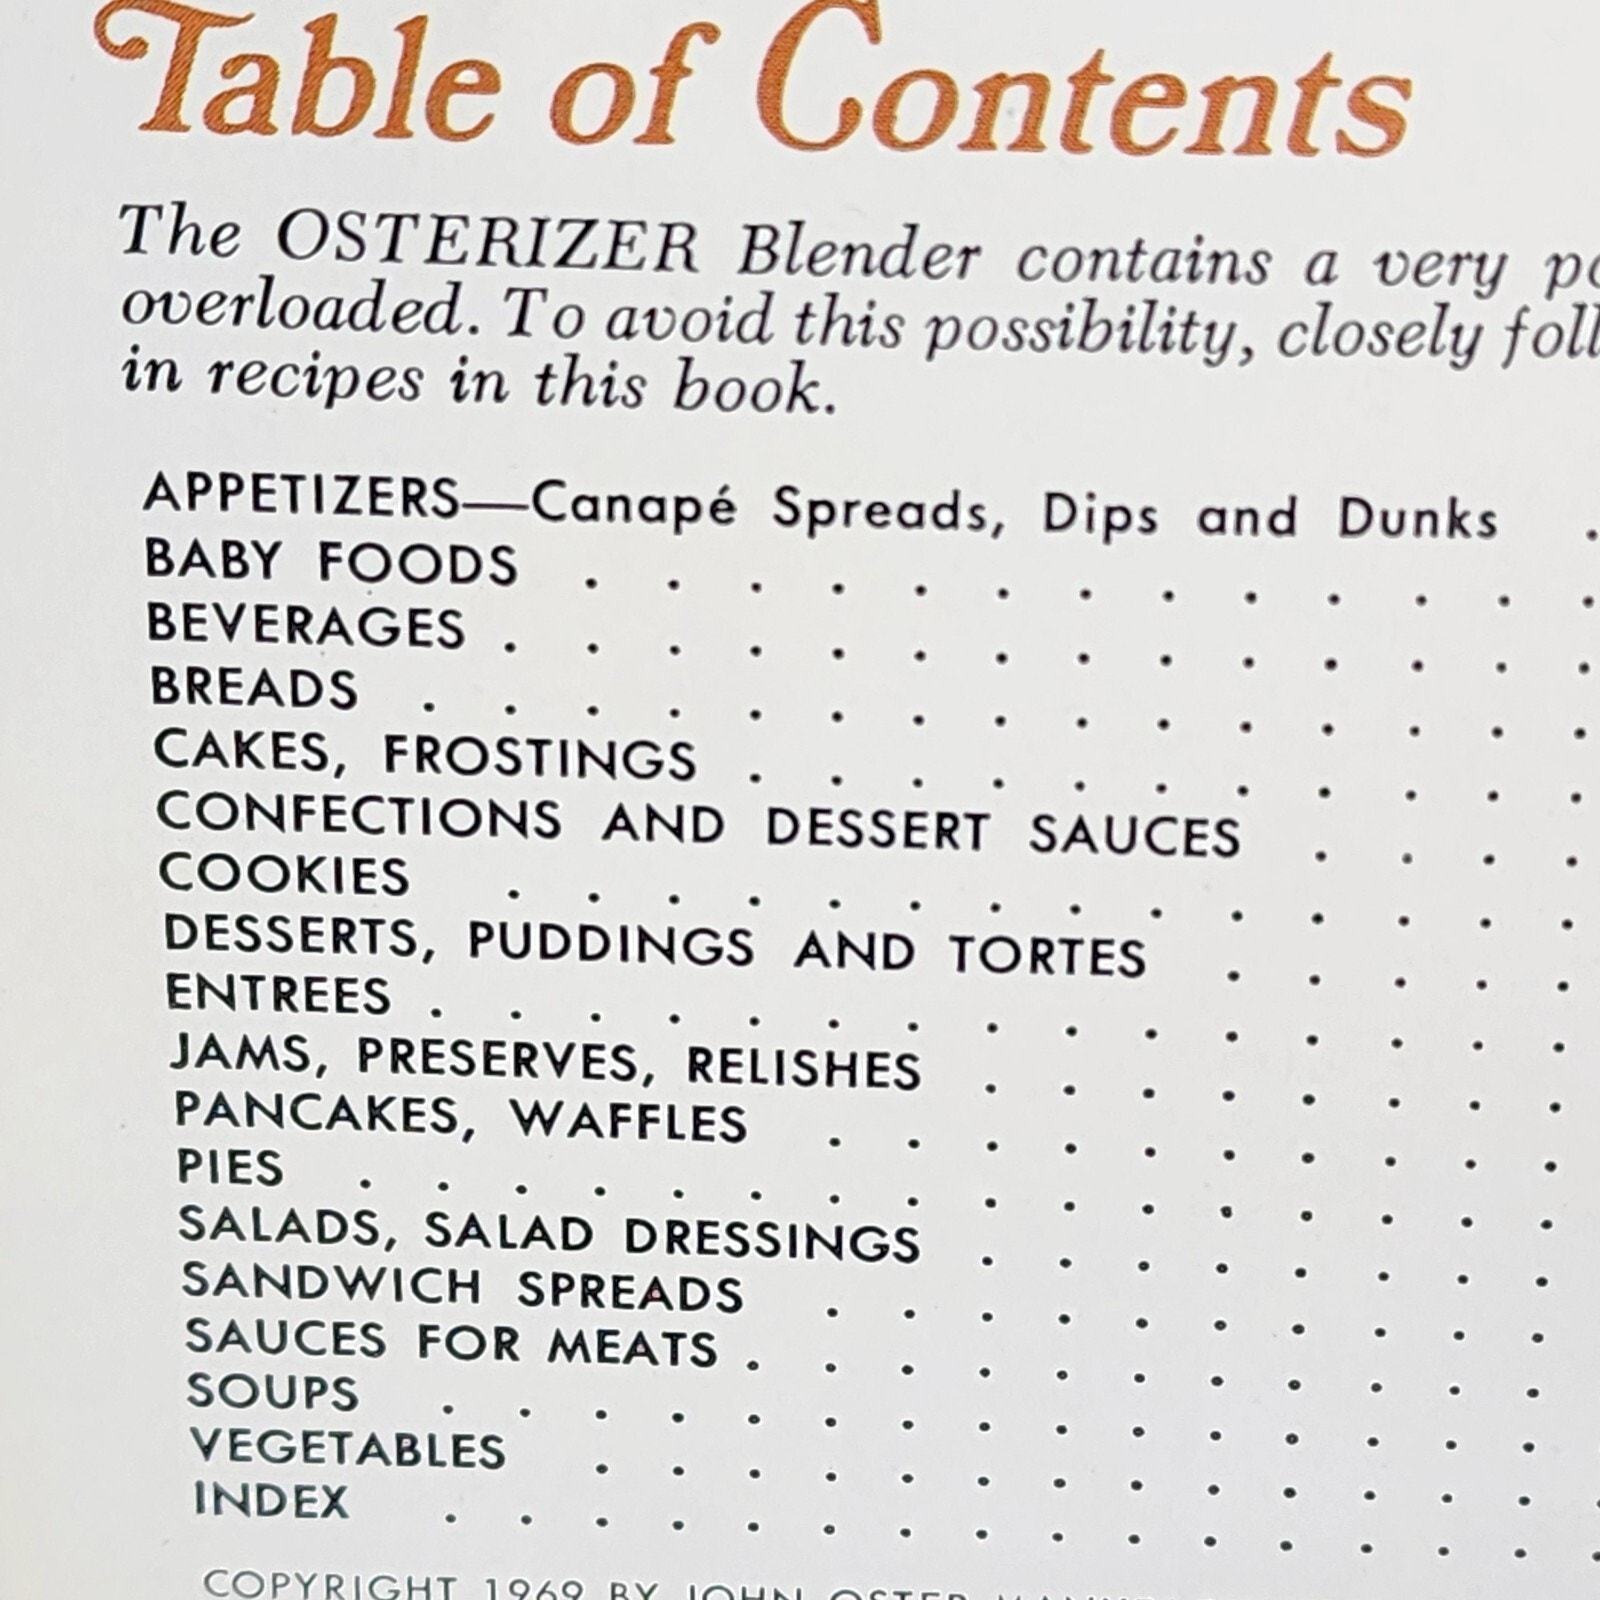 Table of Contents
The OSTERIZER Blender contains a very
overloaded. To avoid this possibility, closely
in recipes in this book.
APPETIZERS—Canapé Spreads, Dips and Dunks .
BABY FOODS . . . . . . . . . . . . .
BEVERAGES . . . . . . . . . . . . . .
BREADS . . . . . . . . . . . . . . .
CAKES, FROSTINGS . . . . . . . . . . .
CONFECTIONS AND DESSERT SAUCES . . . .
COOKIES . . . . . . . . . . . . . .
DESSERTS, PUDDINGS AND TORTES . . . . .
ENTREES . . . . . . . . . . . . . . .
JAMS, PRESERVES, RELISHES . . . . . . . .
PANCAKES, WAFFLES . . . . . . . . . .
PIES . . . . . . . . . . . . . . . .
SALADS, SALAD DRESSINGS . . . . . . . .
SANDWICH SPREADS . . . . . . . . . .
SAUCES FOR MEATS . . . . . . . . . . .
SOUPS . . . . . . . . . . . . . . .
VEGETABLES . . . . . . . . . . . . . .
INDEX . . . . . . . . . . . . . . . .
COPYRIGHT 1969 BY JOHN OSTER